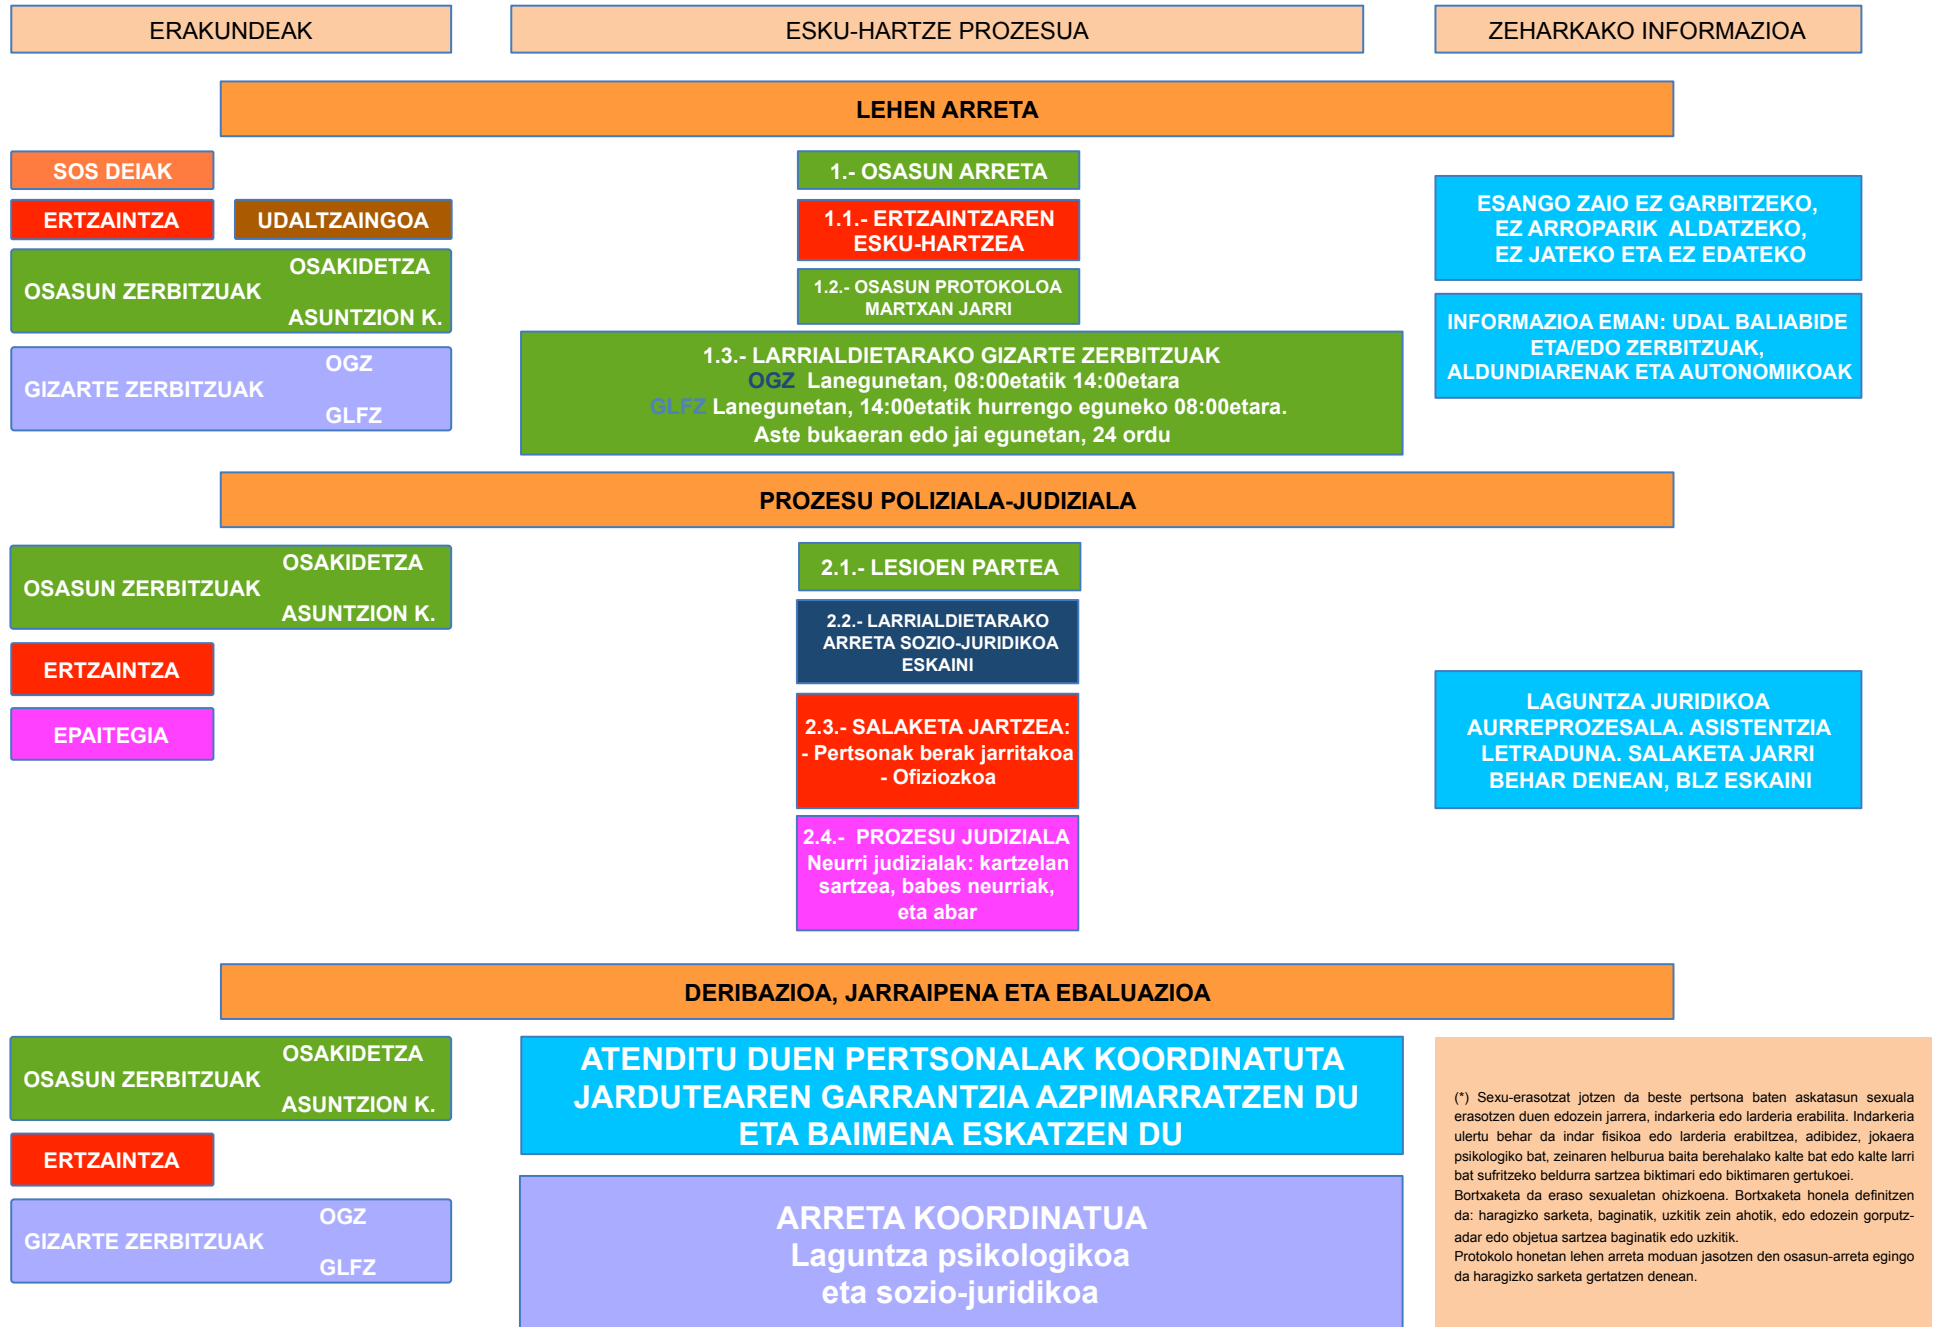 ERAKUNDEAK
ESKU-HARTZE PROZESUA
ZEHARKAKO INFORMAZIOA
LEHEN ARRETA
SOS DEIAK
ERTZAINTZA
UDALTZAINGOA
OSASUN ZERBITZUAK
OSAKIDETZA
ASUNTZION K.
GIZARTE ZERBITZUAK
OGZ
GLFZ
1.- OSASUN ARRETA
1.1.- ERTZAINTZAREN
ESKU-HARTZEA
1.2.- OSASUN PROTOKOLOA
MARTXAN JARRI
1.3.- LARRIALDIETARAKO GIZARTE ZERBITZUAK
OGZ Lanegunetan, 08:00etatik 14:00etara
GLFZ Lanegunetan, 14:00etatik hurrengo eguneko 08:00etara.
Aste bukaeran edo jai egunetan, 24 ordu
ESANGO ZAIO EZ GARBITZEKO,
EZ ARROPARIK ALDATZEKO,
EZ JATEKO ETA EZ EDATEKO
INFORMAZIOA EMAN: UDAL BALIABIDE
ETA/EDO ZERBITZUAK,
ALDUNDIARENAK ETA AUTONOMIKOAK
PROZESU POLIZIALA-JUDIZIALA
OSASUN ZERBITZUAK
OSAKIDETZA
ASUNTZION K.
ERTZAINTZA
EPAITEGIA
2.1.- LESIOEN PARTEA
2.2.- LARRIALDIETARAKO
ARRETA SOZIO-JURIDIKOA
ESKAINI
2.3.- SALAKETA JARTZEA:
- Pertsonak berak jarritakoa
- Ofiziozkoa
2.4.- PROZESU JUDIZIALA
Neurri judizialak: kartzelan
sartzea, babes neurriak,
eta abar
LAGUNTZA JURIDIKOA
AURREPROZESALA. ASISTENTZIA
LETRADUNA. SALAKETA JARRI
BEHAR DENEAN, BLZ ESKAINI
DERIBAZIOA, JARRAIPENA ETA EBALUAZIOA
OSASUN ZERBITZUAK
OSAKIDETZA
ASUNTZION K.
ERTZAINTZA
GIZARTE ZERBITZUAK
OGZ
GLFZ
ATENDITU DUEN PERTSONALAK KOORDINATUTA
JARDUTEAREN GARRANTZIA AZPIMARRATZEN DU
ETA BAIMENA ESKATZEN DU
ARRETA KOORDINATUA
Laguntza psikologikoa
eta sozio-juridikoa
(*) Sexu-erasotzat jotzen da beste pertsona baten askatasun sexuala
erasotzen duen edozein jarrera, indarkeria edo larderia erabilita. Indarkeria
ulertu behar da indar fisikoa edo larderia erabiltzea, adibidez, jokaera
psikologiko bat, zeinaren helburua baita berehalako kalte bat edo kalte larri
bat sufritzeko beldurra sartzea biktimari edo biktimaren gertukoei.
Bortxaketa da eraso sexualetan ohizkoena. Bortxaketa honela definitzen
da: haragizko sarketa, baginatik, uzkitik zein ahotik, edo edozein gorputz-
adar edo objetua sartzea baginatik edo uzkitik.
Protokolo honetan lehen arreta moduan jasotzen den osasun-arreta egingo
da haragizko sarketa gertatzen denean.